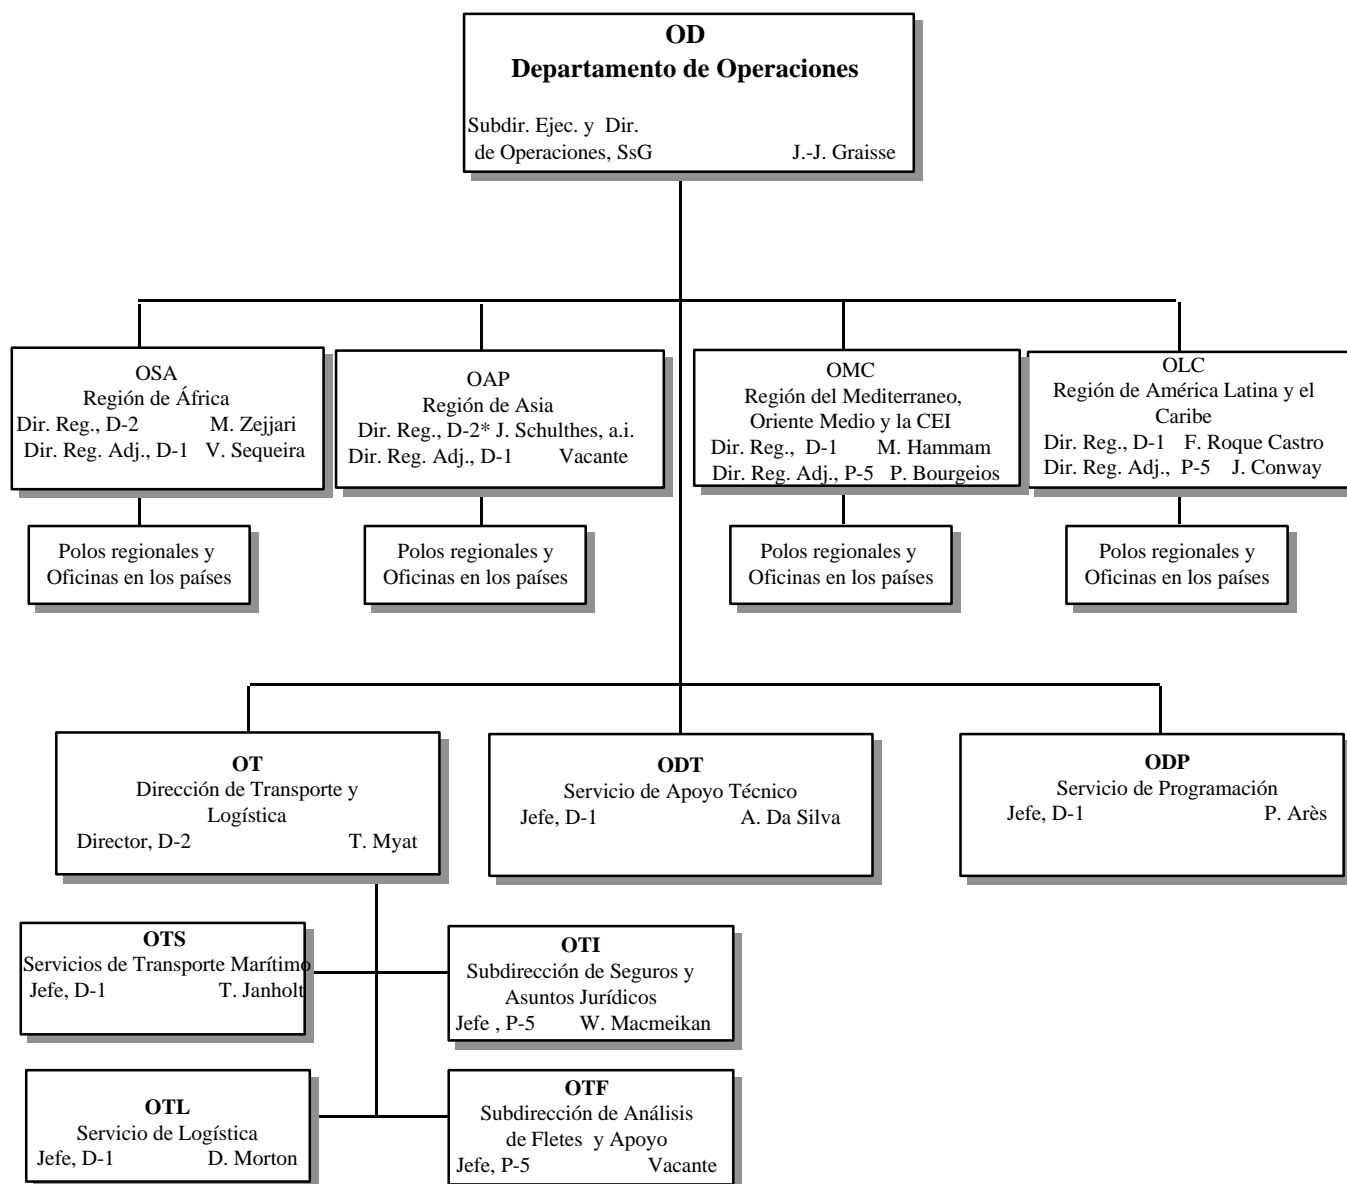 OD
Departamento de Operaciones
Subdir. Ejec. y Dir.
de Operaciones, SsG J.-J. Graisse
OSA
Región de África
Dir. Reg., D-2 M. Zejjari
Dir. Reg. Adj., D-1 V. Sequeira
OAP
Región de Asia
Dir. Reg., D-2* J. Schulthes, a.i.
Dir. Reg. Adj., D-1 Vacante
OMC
Región del Mediterraneo,
Oriente Medio y la CEI
Dir. Reg., D-1 M. Hammam
Dir. Reg. Adj., P-5 P. Bourgeios
OLC
Región de América Latina y el
Caribe
Dir. Reg., D-1 F. Roque Castro
Dir. Reg. Adj., P-5 J. Conway
Polos regionales y
Oficinas en los países
Polos regionales y
Oficinas en los países
Polos regionales y
Oficinas en los países
Polos regionales y
Oficinas en los países
OT
Dirección de Transporte y
Logística
Director, D-2 T. Myat
ODT
Servicio de Apoyo Técnico
Jefe, D-1 A. Da Silva
ODP
Servicio de Programación
Jefe, D-1 P. Arès
OTS
Servicios de Transporte Marítimo
Jefe, D-1 T. Janholt
OTI
Subdirección de Seguros y
Asuntos Jurídicos
Jefe , P-5 W. Macmeikan
OTL
Servicio de Logística
Jefe, D-1 D. Morton
OTF
Subdirección de Análisis
de Fletes y Apoyo
Jefe, P-5 Vacante